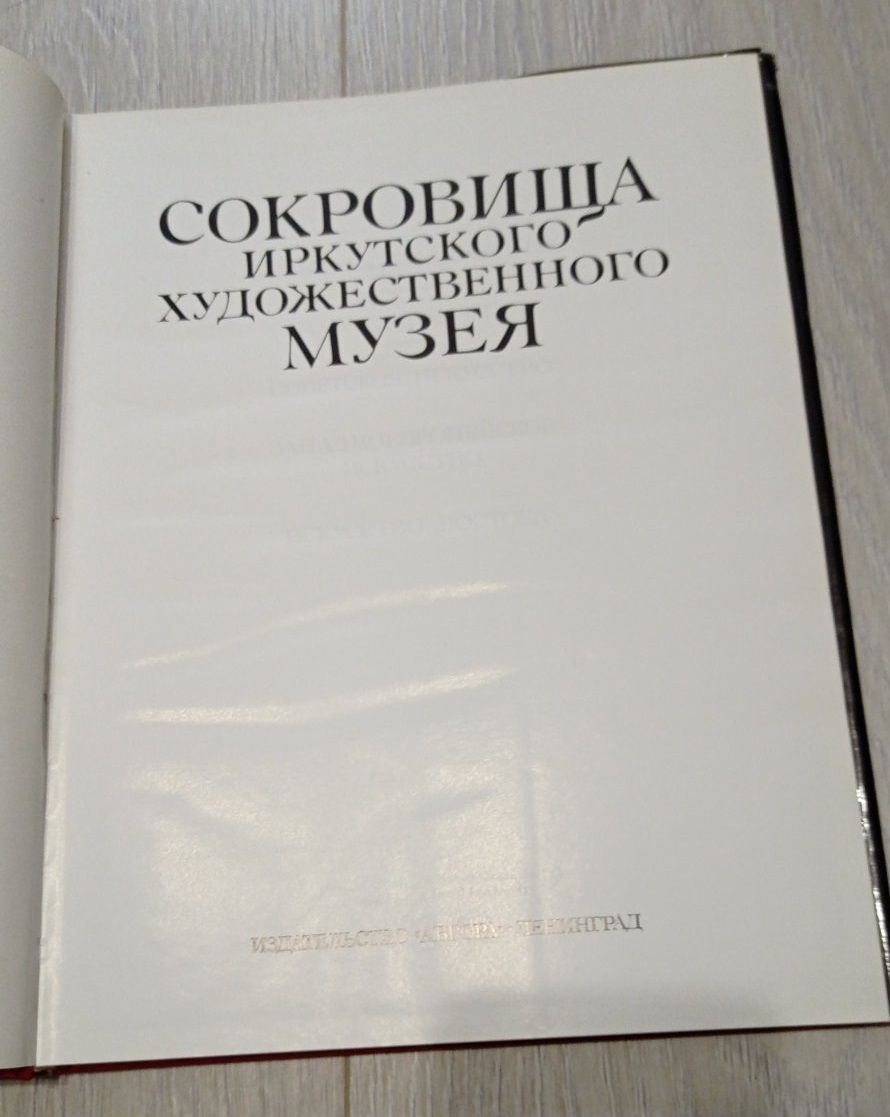 СОКРОВИЩА
ИРКУТСКОГО
ХУДОЖЕСТВЕННОГО
МУЗЕЯ
ИЗДАТЕЛЬСТВО «АВРОРА» ЛЕНИНГРАД